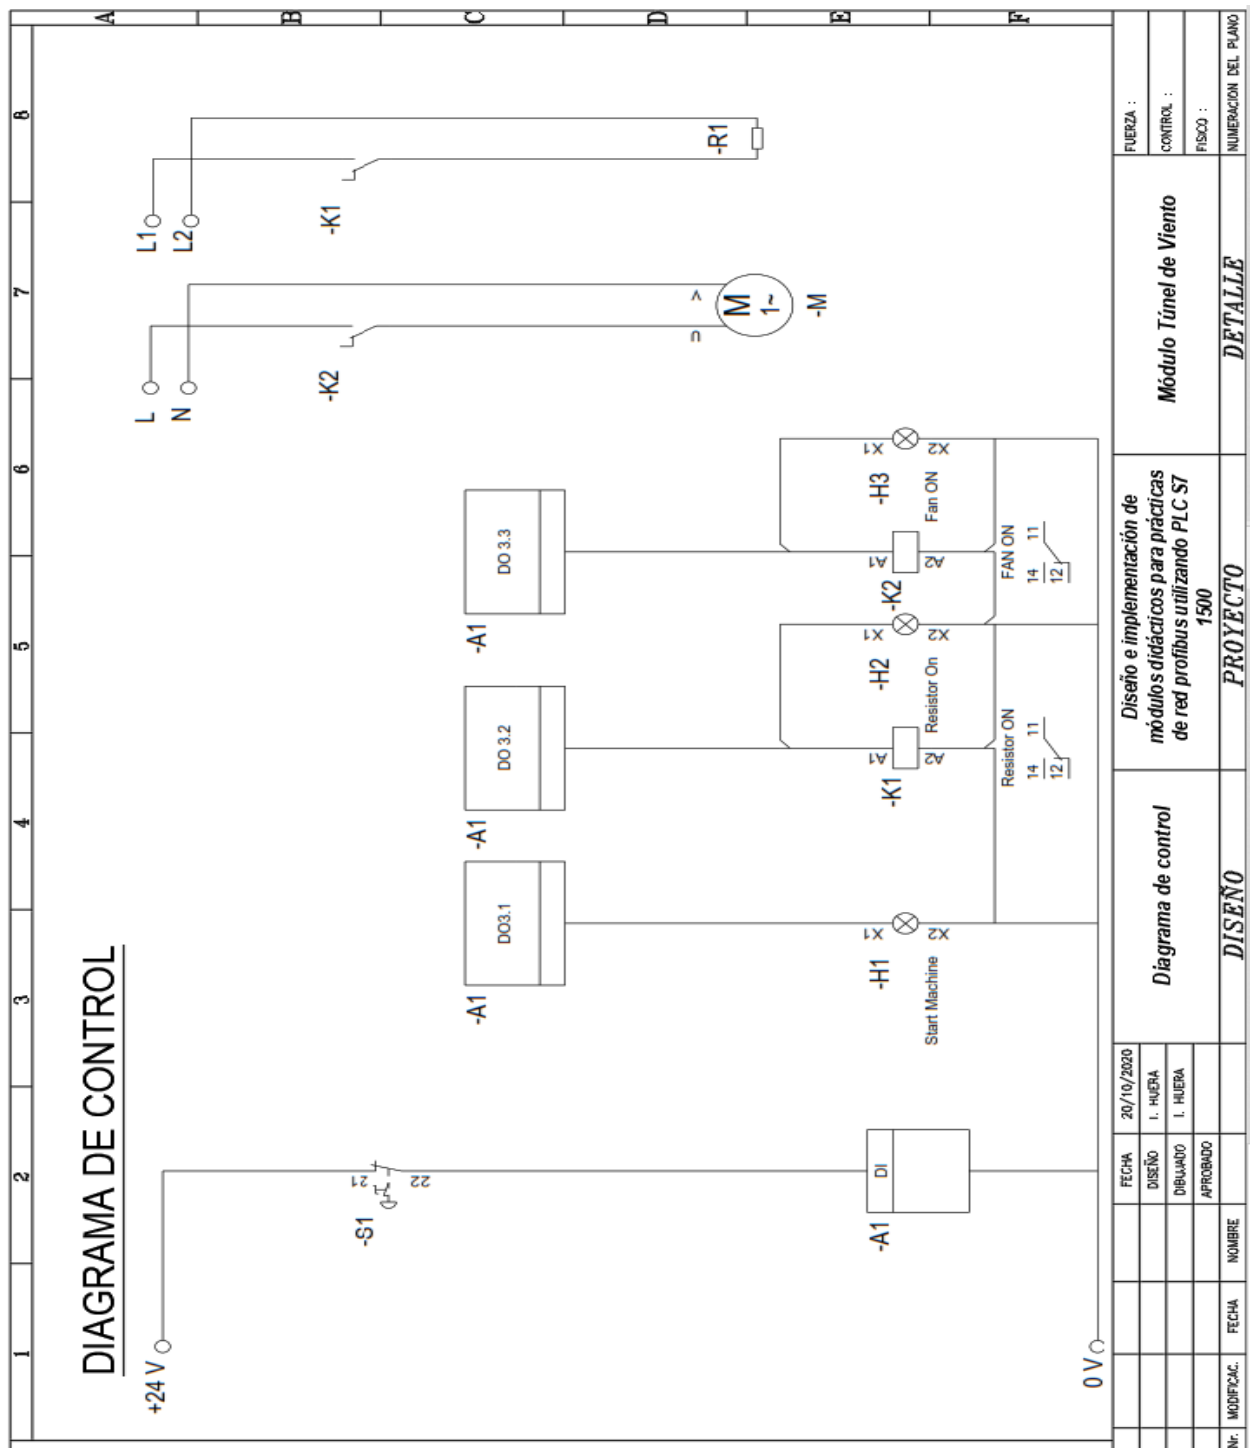 1
2
3
4
5
6
7
8
A
B
C
D
E
F
DIAGRAMA DE CONTROL
+24 V
0 V
-S1
21
22
-A1
DI
-A1
DO3.1
-A1
DO 3.2
-A1
DO 3.3
-H1
X1
X2
Start Machine
-K1
A1
A2
-H2
X1
X2
Resistor On
-K2
A1
A2
-H3
X1
X2
Fan ON
Resistor ON
14
12
11
FAN ON
14
12
11
L
N
-K2
U
V
M
1~
-M
L1
L2
-K1
-R1
Nr.
MODIFICAC.
FECHA
NOMBRE
FECHA
20/10/2020
DISEÑO
I. HUERA
DIBUJADO
I. HUERA
APROBADO
Diagrama de control
DISEÑO
Diseño e implementación de
módulos didácticos para prácticas
de red profibus utilizando PLC S7
1500
PROYECTO
Módulo Túnel de Viento
DETALLE
FUERZA :
CONTROL :
FISICO :
NUMERACION DEL PLANO